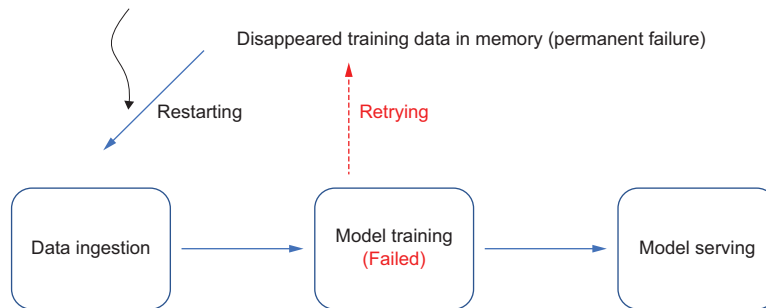 Disappeared training data in memory (permanent failure)
Restarting
Retrying
Data ingestion
Model training
(Failed)
Model serving